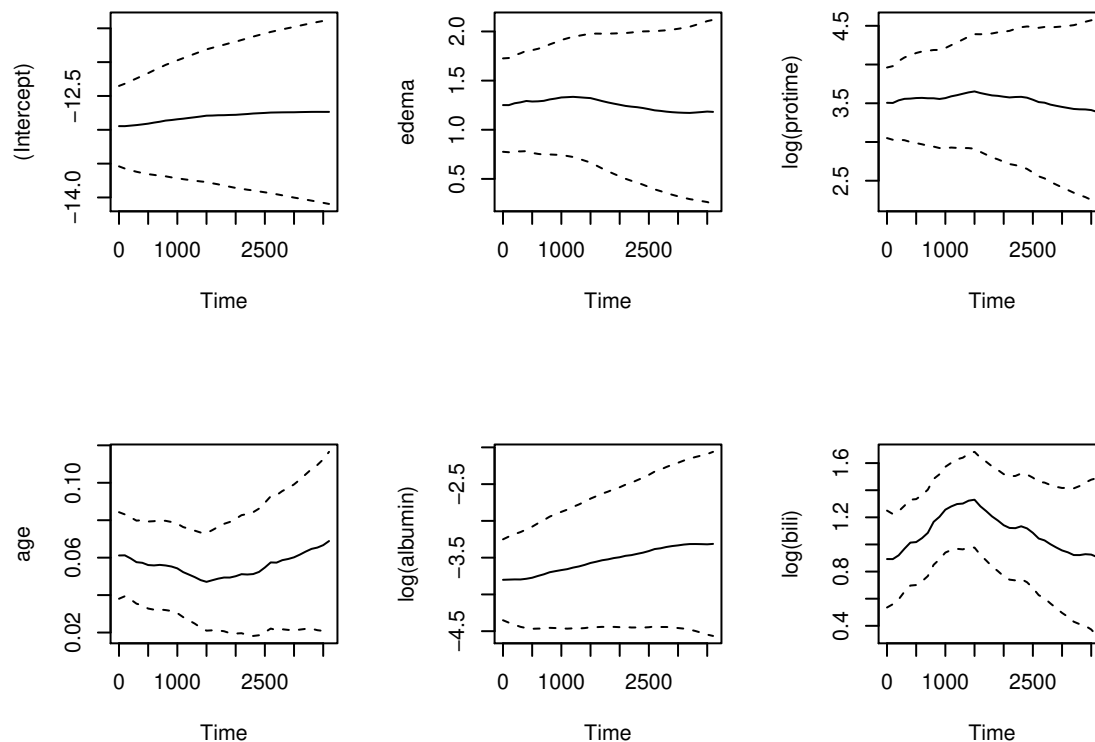 (Intercept)
-12.5
-14.0
0 1000 2500
Time
edema
2.0
1.5
1.0
0.5
0 1000 2500
Time
log(protime)
4.5
3.5
2.5
0 1000 2500
Time
age
0.10
0.06
0.02
0 1000 2500
Time
log(albumin)
-2.5
-3.5
-4.5
0 1000 2500
Time
log(bili)
1.6
1.2
0.8
0.4
0 1000 2500
Time